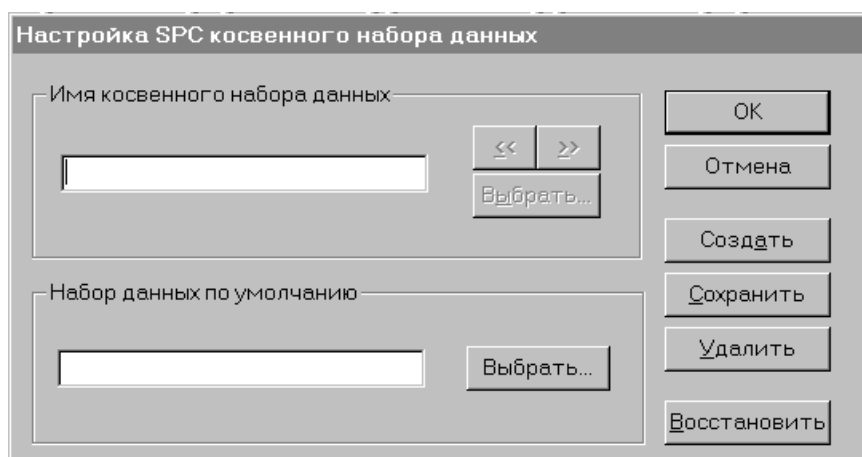 Настройка SPC косвенного набора данных
Имя косвенного набора данных
<< >>
Выбрать...
Набор данных по умолчанию
Выбрать...
OK
Отмена
Создать
Сохранить
Удалить
Восстановить